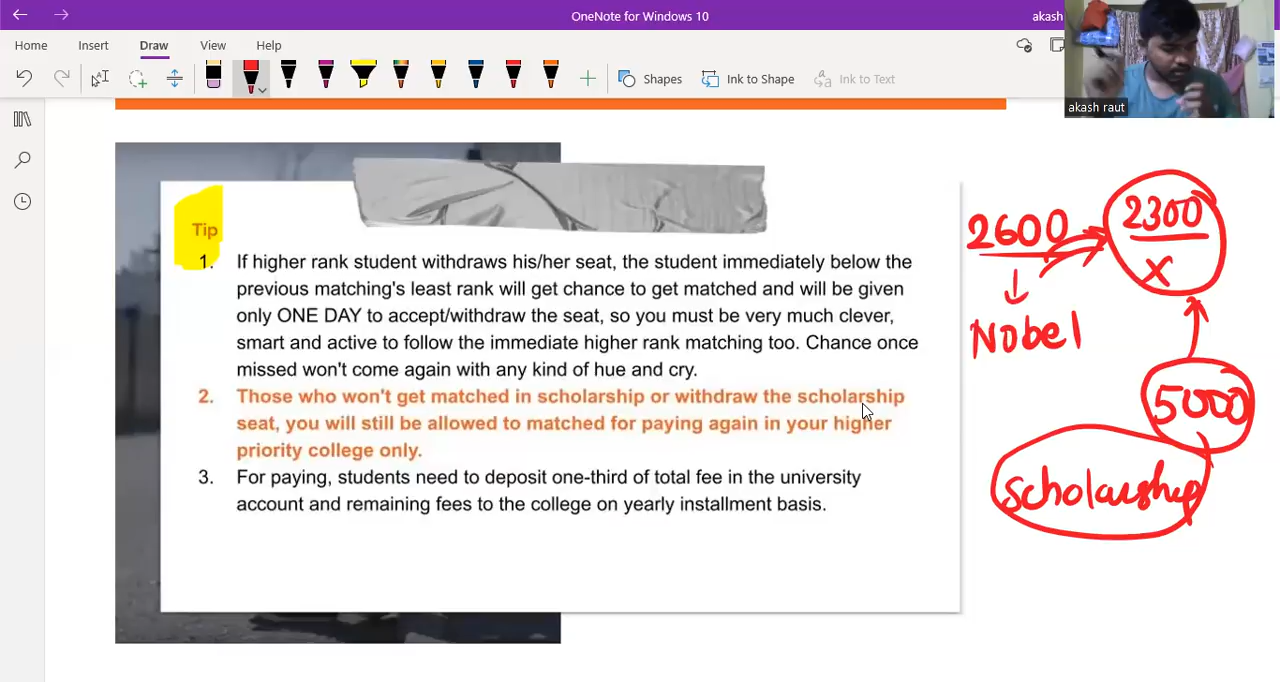 OneNote for Windows 10
akash
Home Insert Draw View Help
Shapes Ink to Shape Ink to Text
akash raut
Tip
1. If higher rank student withdraws his/her seat, the student immediately below the
previous matching's least rank will get chance to get matched and will be given
only ONE DAY to accept/withdraw the seat, so you must be very much clever,
smart and active to follow the immediate higher rank matching too. Chance once
missed won't come again with any kind of hue and cry.
2. Those who won't get matched in scholarship or withdraw the scholarship
seat, you will still be allowed to matched for paying again in your higher
priority college only.
3. For paying, students need to deposit one-third of total fee in the university
account and remaining fees to the college on yearly installment basis.
2600
2300
X
Nobel
5000
scholarship